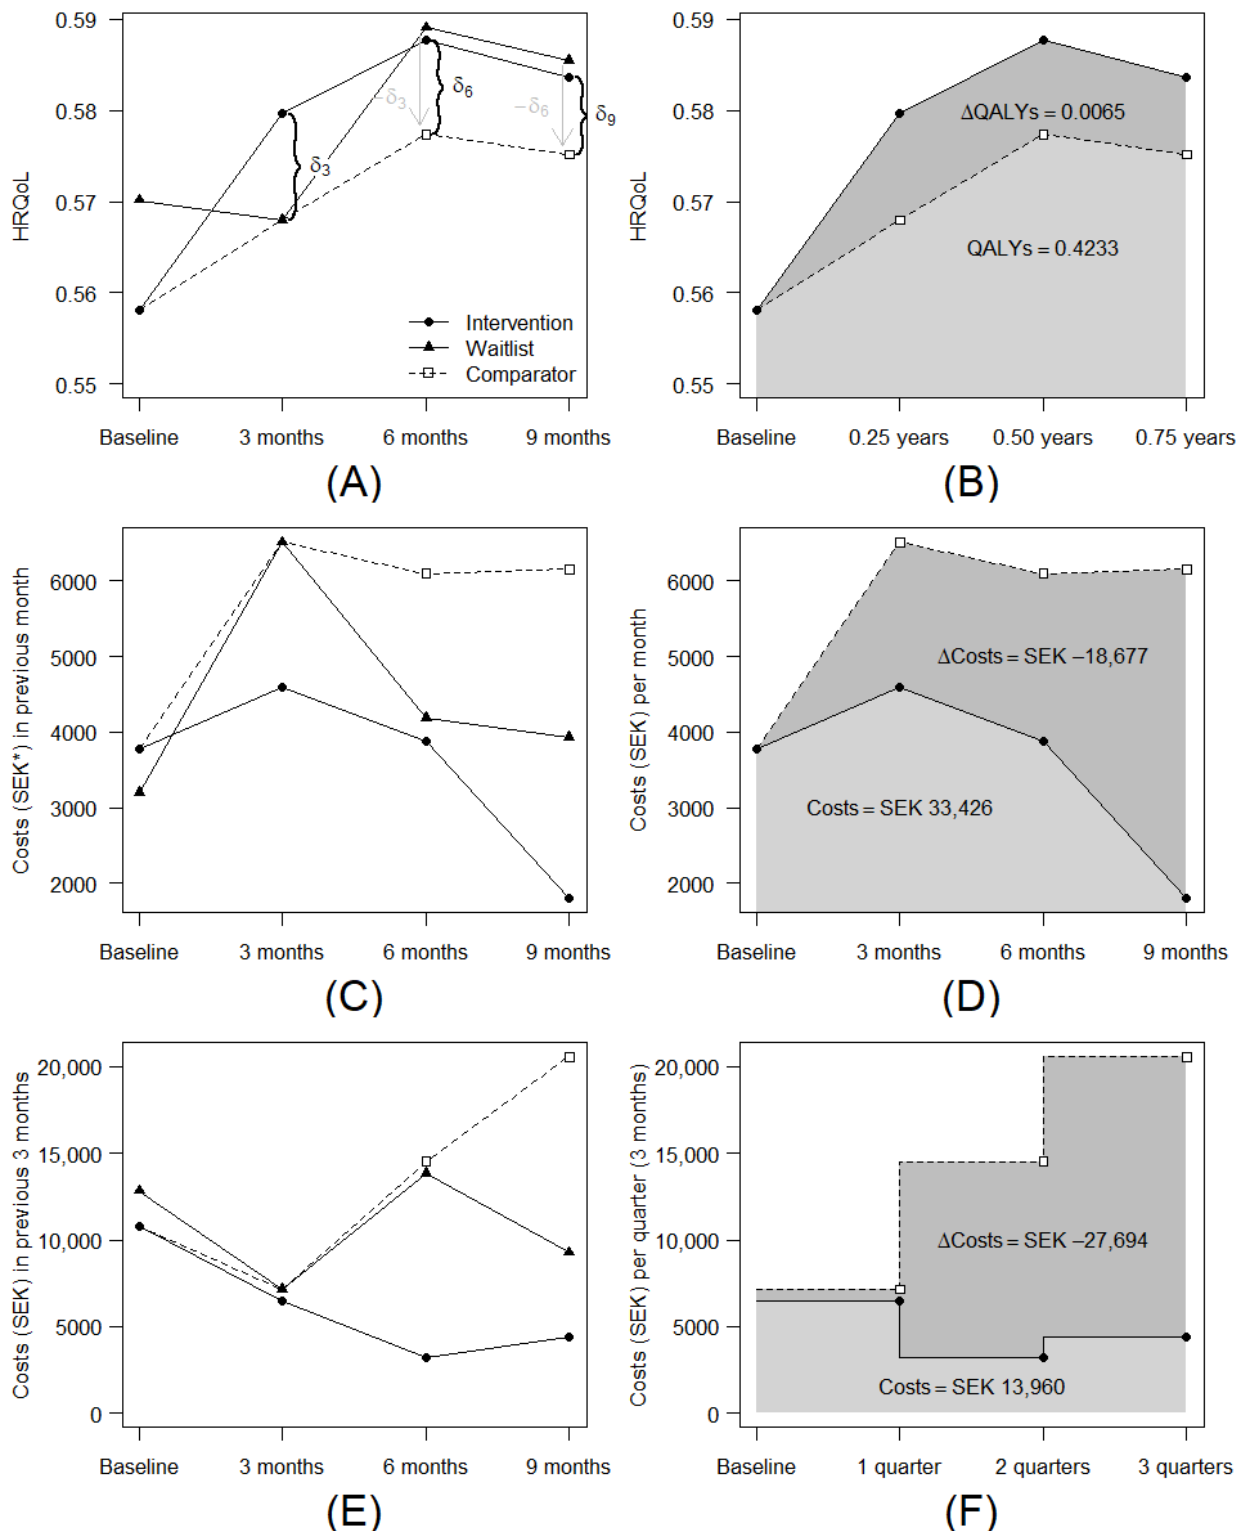 0.59
0.58
0.57
0.56
0.55
HRQoL
δ3
δ6
δ9
−δ3
−δ6
Intervention
Waitlist
Comparator
Baseline 3 months 6 months 9 months
(A)
0.59
0.58
0.57
0.56
0.55
HRQoL
ΔQALYs = 0.0065
QALYs = 0.4233
Baseline 0.25 years 0.50 years 0.75 years
(B)
6000
5000
4000
3000
2000
Costs (SEK*) in previous month
Baseline 3 months 6 months 9 months
(C)
6000
5000
4000
3000
2000
Costs (SEK) per month
ΔCosts = SEK −18,677
Costs = SEK 33,426
Baseline 3 months 6 months 9 months
(D)
20,000
15,000
10,000
5000
0
Costs (SEK) in previous 3 months
Baseline 3 months 6 months 9 months
(E)
20,000
15,000
10,000
5000
0
Costs (SEK) per quarter (3 months)
ΔCosts = SEK −27,694
Costs = SEK 13,960
Baseline 1 quarter 2 quarters 3 quarters
(F)